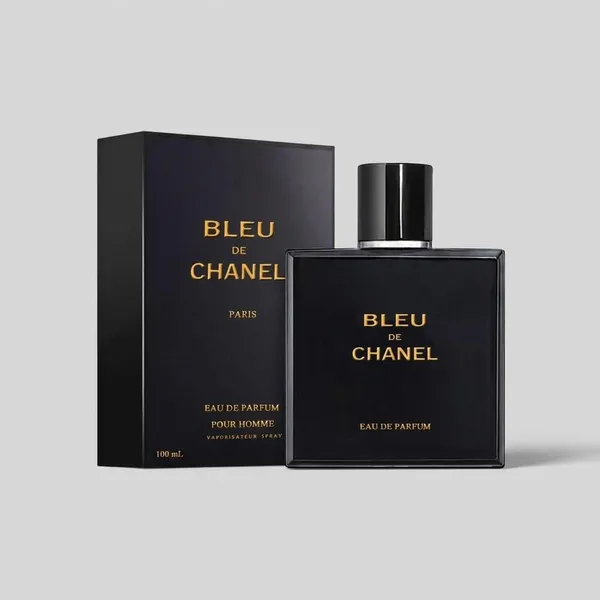 BLEU
DE
CHANEL
PARIS
EAU DE PARFUM
POUR HOMME
VAPORISATEUR SPRAY
100 mL
BLEU
DE
CHANEL
EAU DE PARFUM